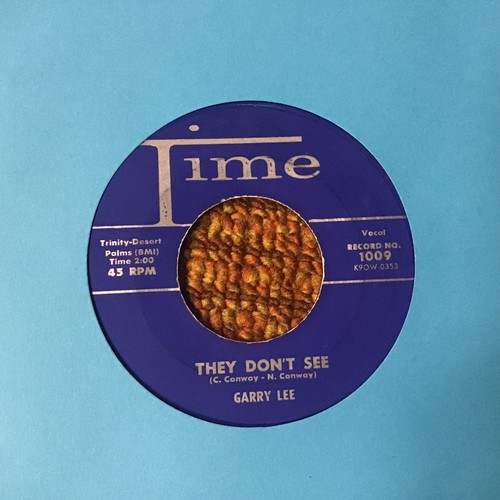 Time
Trinity-Desert
Palms (BMI)
Time 2:00
45 RPM
Vocal
RECORD NO.
1009
K9OW-0353
THEY DON'T SEE
(C. Conway - N. Conway)
GARRY LEE